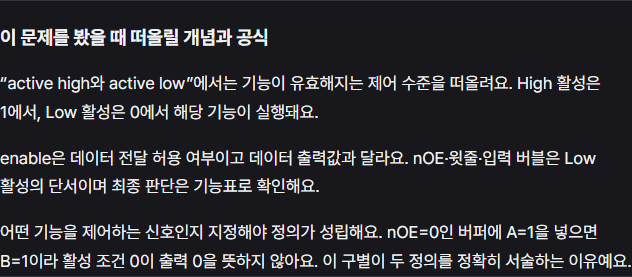 이 문제를 봤을 때 떠올릴 개념과 공식
“active high와 active low”에서는 기능이 유효해지는 제어 수준을 떠올려요. High 활성은
1에서, Low 활성은 0에서 해당 기능이 실행돼요.
enable은 데이터 전달 허용 여부이고 데이터 출력값과 달라요. nOE·윗줄·입력 버블은 Low
활성의 단서이며 최종 판단은 기능표로 확인해요.
어떤 기능을 제어하는 신호인지 지정해야 정의가 성립해요. nOE=0인 버퍼에 A=1을 넣으면
B=1이라 활성 조건 0이 출력 0을 뜻하지 않아요. 이 구별이 두 정의를 정확히 서술하는 이유예요.